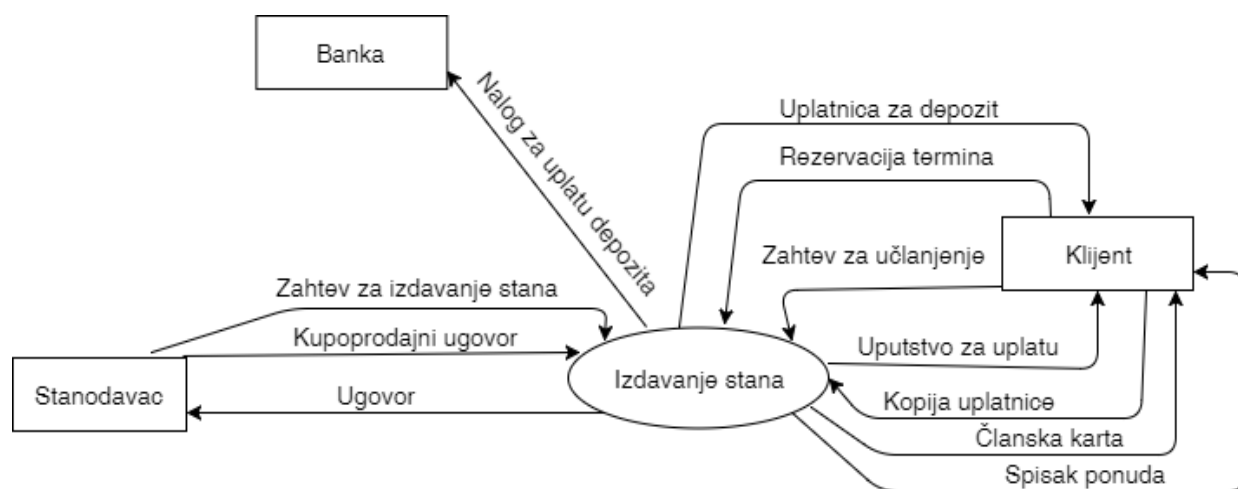 Banka
Nalog za uplatu depozita
Uplatnica za depozit
Rezervacija termina
Zahtev za učlanjenje
Klijent
Zahtev za izdavanje stana
Kupoprodajni ugovor
Uputstvo za uplatu
Izdavanje stana
Stanodavac
Ugovor
Kopija uplatnice
Članska karta
Spisak ponuda